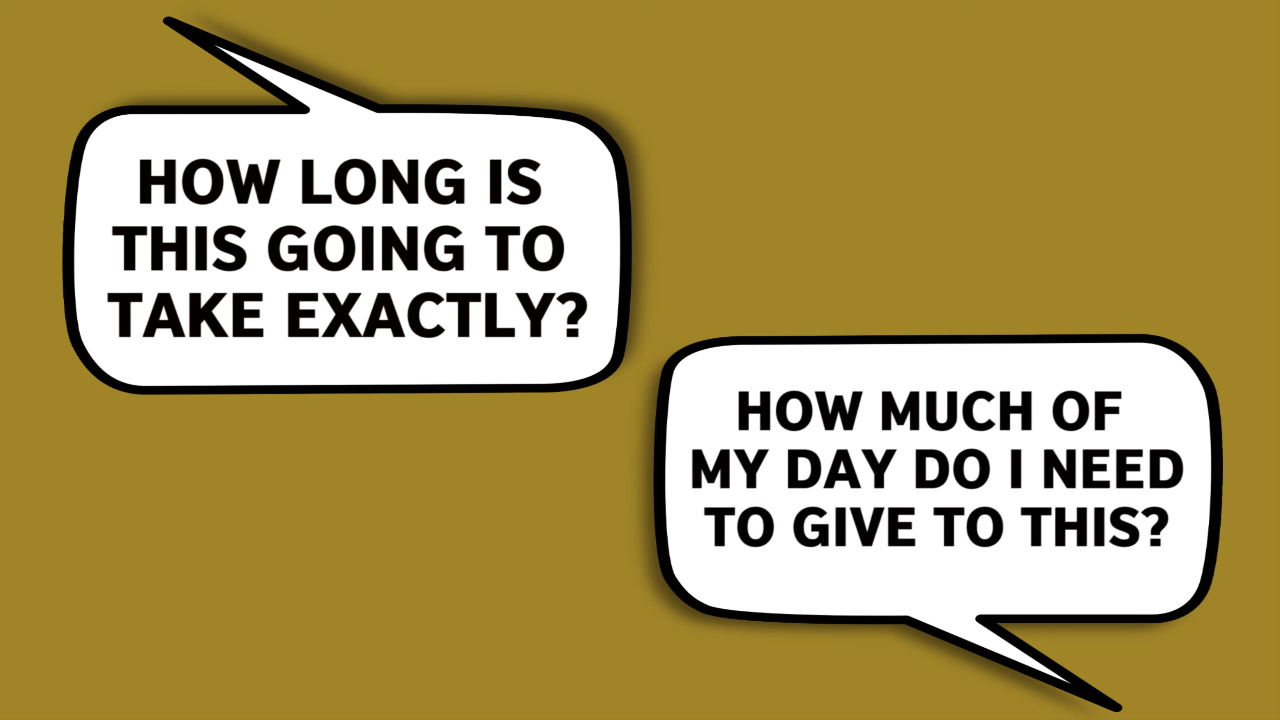 HOW LONG IS
THIS GOING TO
TAKE EXACTLY?
HOW MUCH OF
MY DAY DO I NEED
TO GIVE TO THIS?